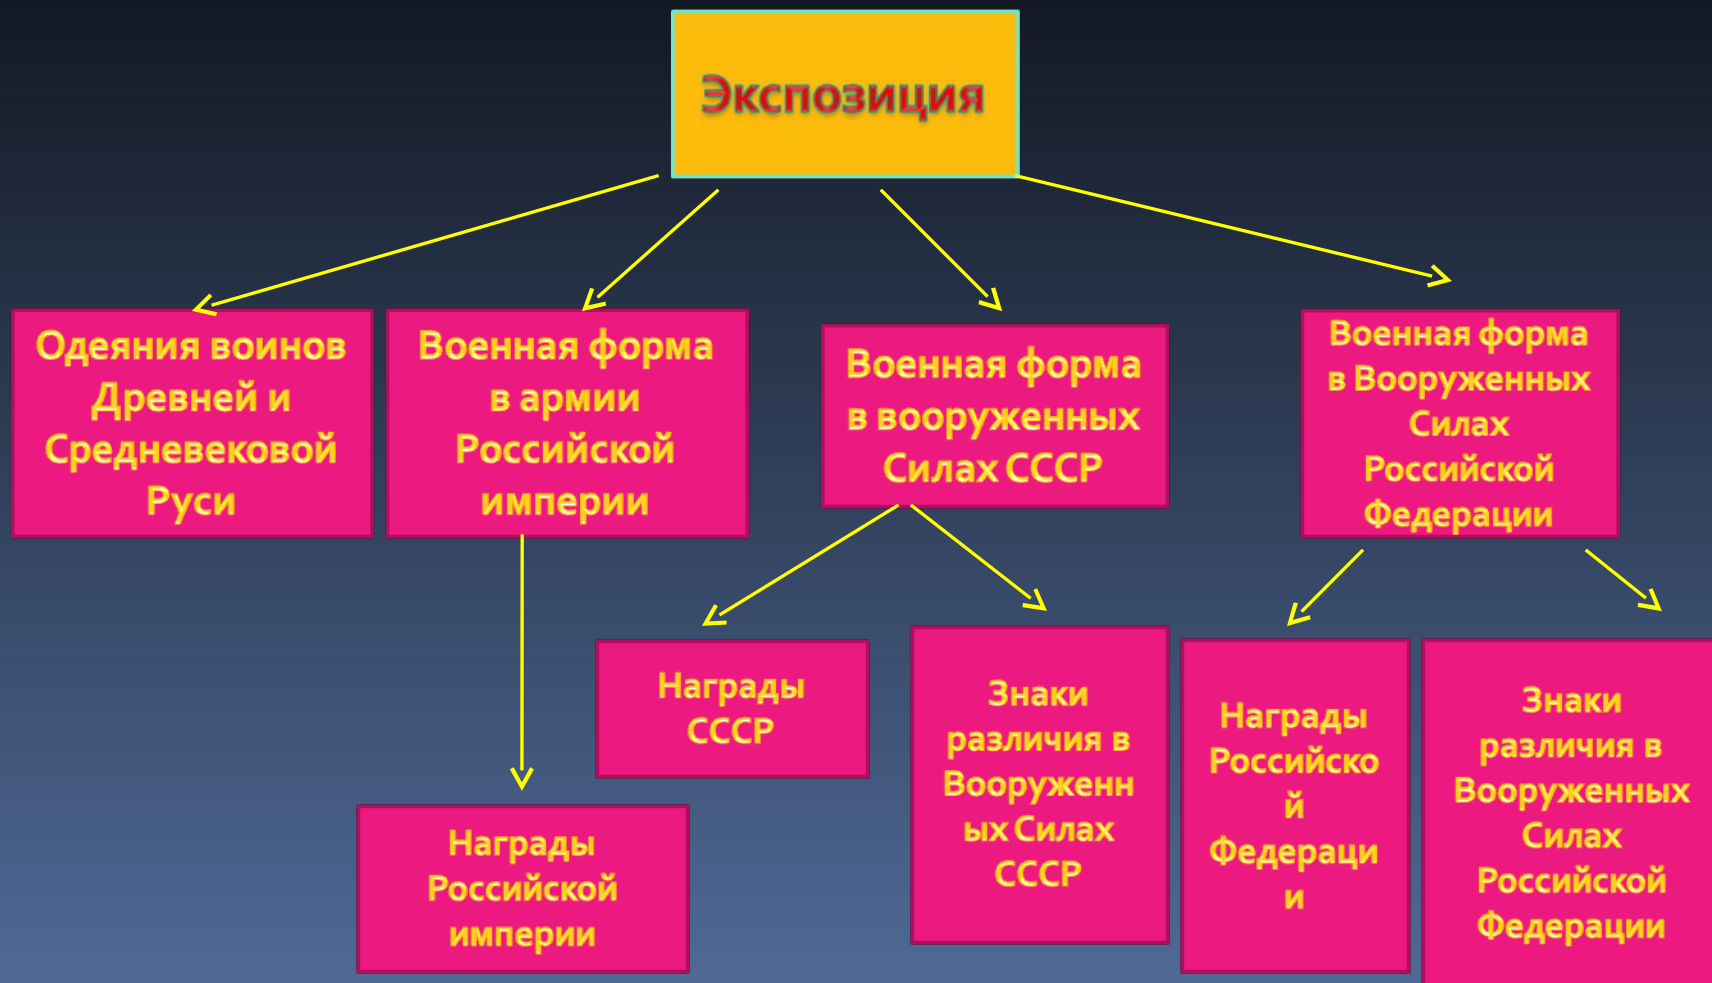 Экспозиция
Одеяния воинов
Древней и
Средневековой
Руси
Военная форма
в армии
Российской
империи
Военная форма
в вооруженных
Силах СССР
Военная форма
в Вооруженных
Силах
Российской
Федерации
Награды
Российской
империи
Награды
СССР
Знаки
различия в
Вооруженн
ых Силах
СССР
Награды
Российско
й
Федераци
и
Знаки
различия в
Вооруженных
Силах
Российской
Федерации